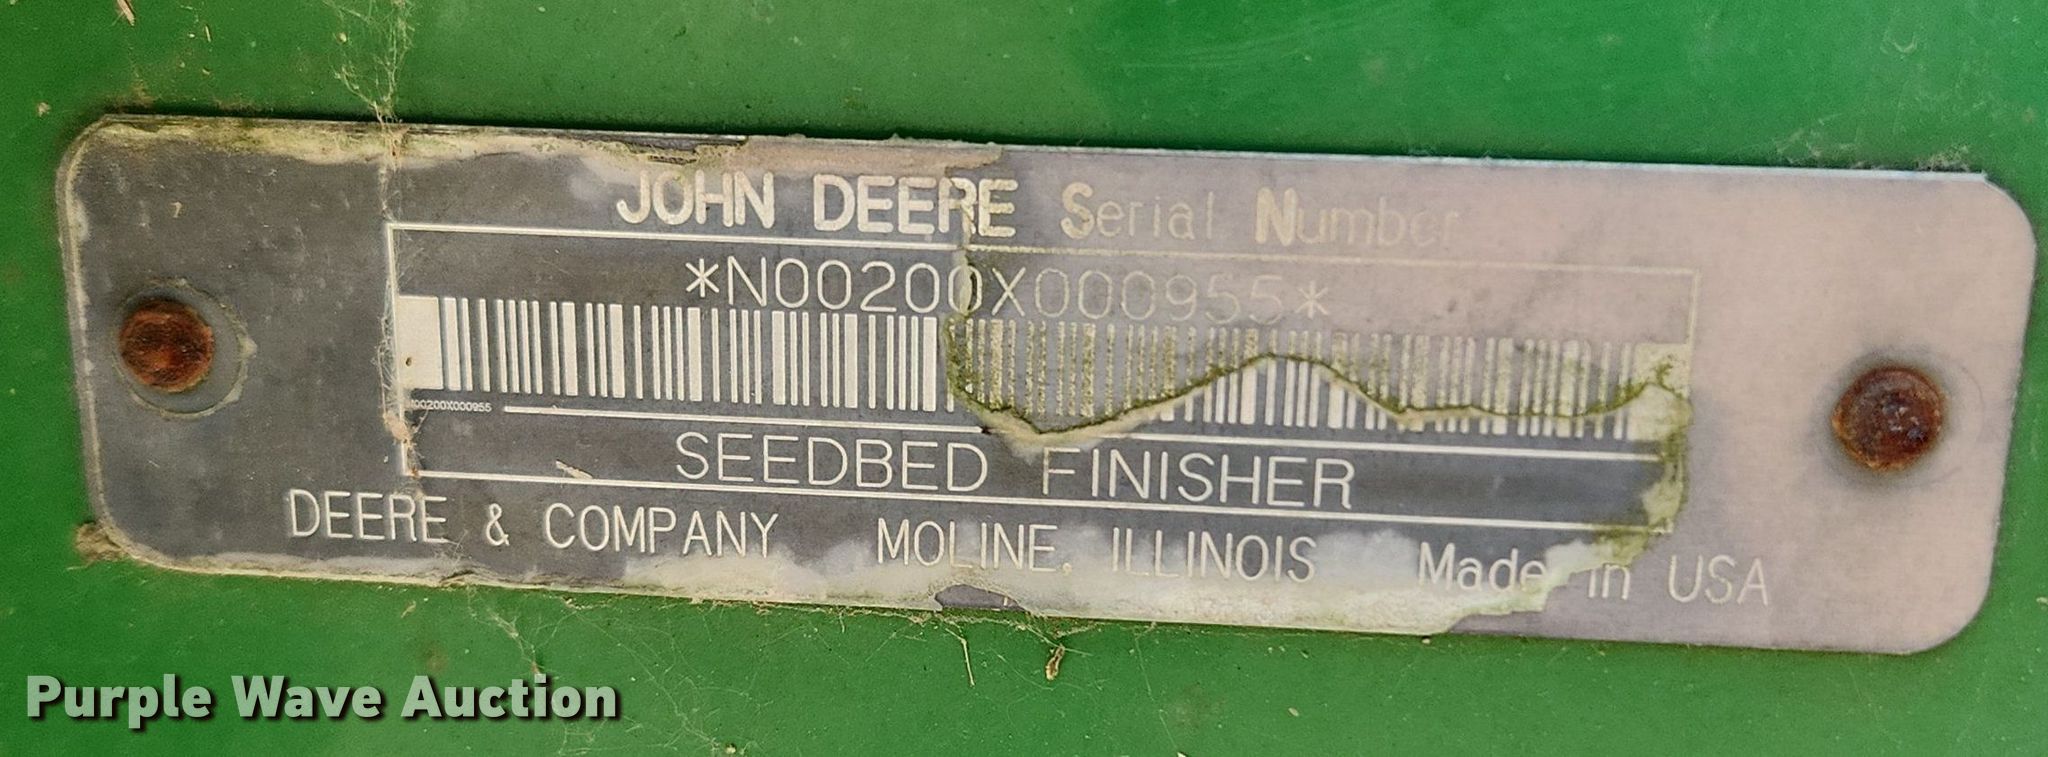 JOHN DEERE Serial Number
*N00200X000955*
N00200X000955
SEEDBED FINISHER
DEERE & COMPANY MOLINE, ILLINOIS Made in USA
Purple Wave Auction